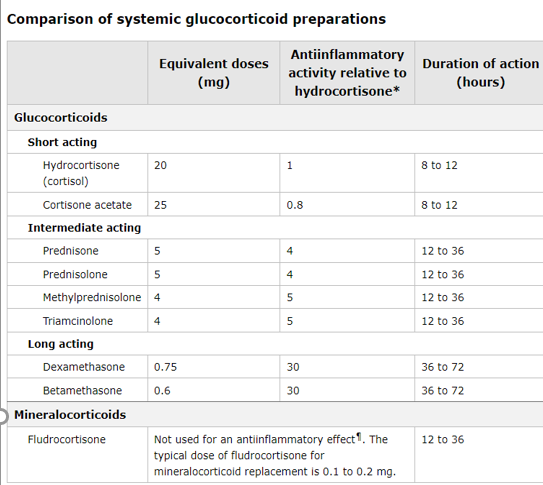 Comparison of systemic glucocorticoid preparations
Equivalent doses (mg)
Antiinflammatory activity relative to hydrocortisone*
Duration of action (hours)
Glucocorticoids
Short acting
Hydrocortisone (cortisol) 20 1 8 to 12
Cortisone acetate 25 0.8 8 to 12
Intermediate acting
Prednisone 5 4 12 to 36
Prednisolone 5 4 12 to 36
Methylprednisolone 4 5 12 to 36
Triamcinolone 4 5 12 to 36
Long acting
Dexamethasone 0.75 30 36 to 72
Betamethasone 0.6 30 36 to 72
Mineralocorticoids
Fludrocortisone Not used for an antiinflammatory effect¶. The typical dose of fludrocortisone for mineralocorticoid replacement is 0.1 to 0.2 mg. 12 to 36